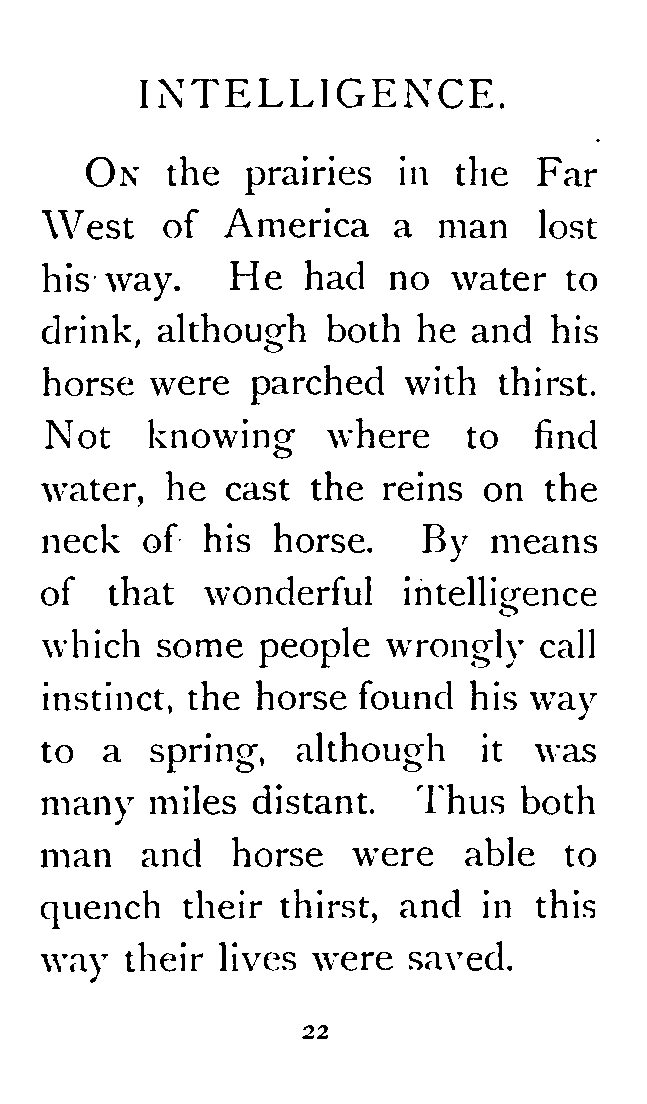 INTELLIGENCE.
On the prairies in the Far
West of America a man lost
his way. He had no water to
drink, although both he and his
horse were parched with thirst.
Not knowing where to find
water, he cast the reins on the
neck of his horse. By means
of that wonderful intelligence
which some people wrongly call
instinct, the horse found his way
to a spring, although it was
many miles distant. Thus both
man and horse were able to
quench their thirst, and in this
way their lives were saved.
22